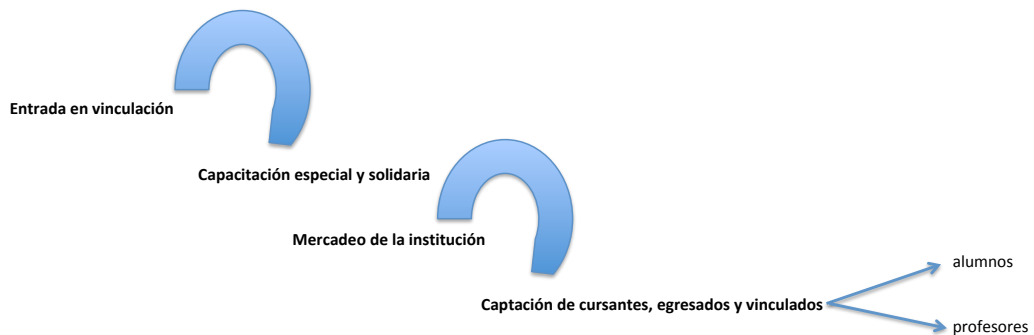 Entrada en vinculación
Capacitación especial y solidaria
Mercadeo de la institución
alumnos
Captación de cursantes, egresados y vinculados
profesores